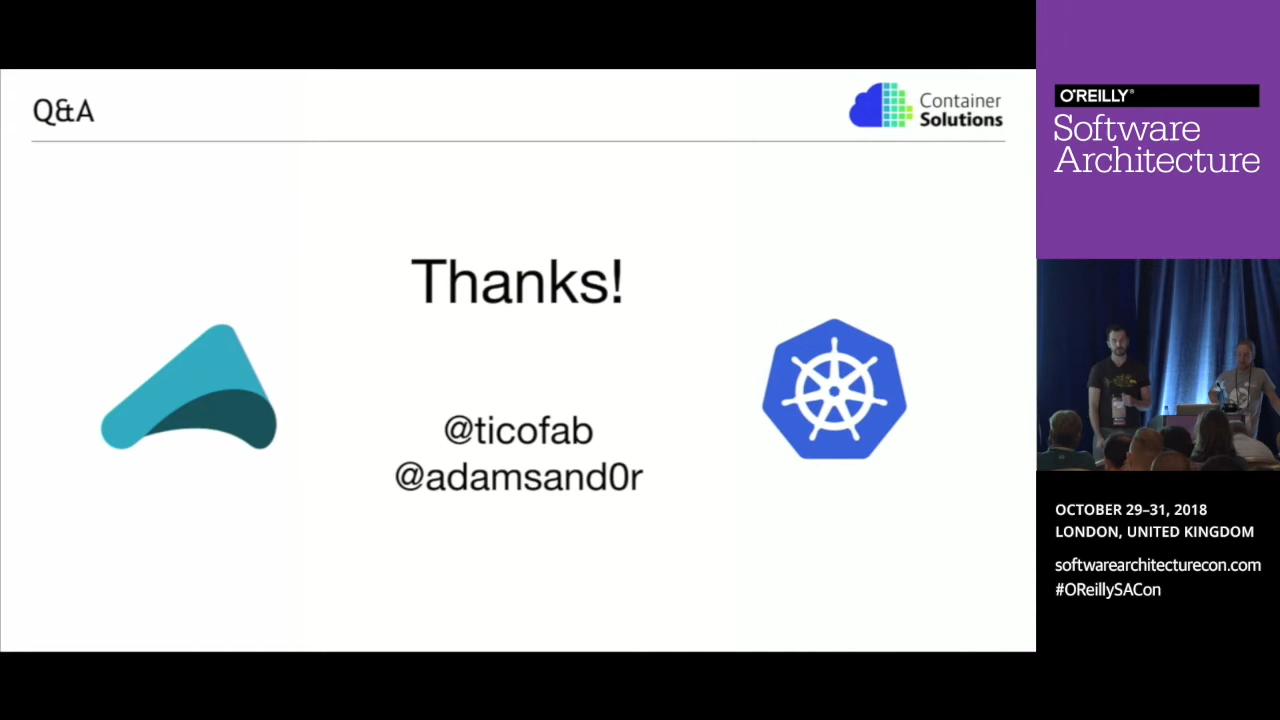 Q&A
Container
Solutions
Thanks!
@ticofab
@adamsand0r
O'REILLY®
Software
Architecture
OCTOBER 29–31, 2018
LONDON, UNITED KINGDOM
softwarearchitecturecon.com
#OReillySACon